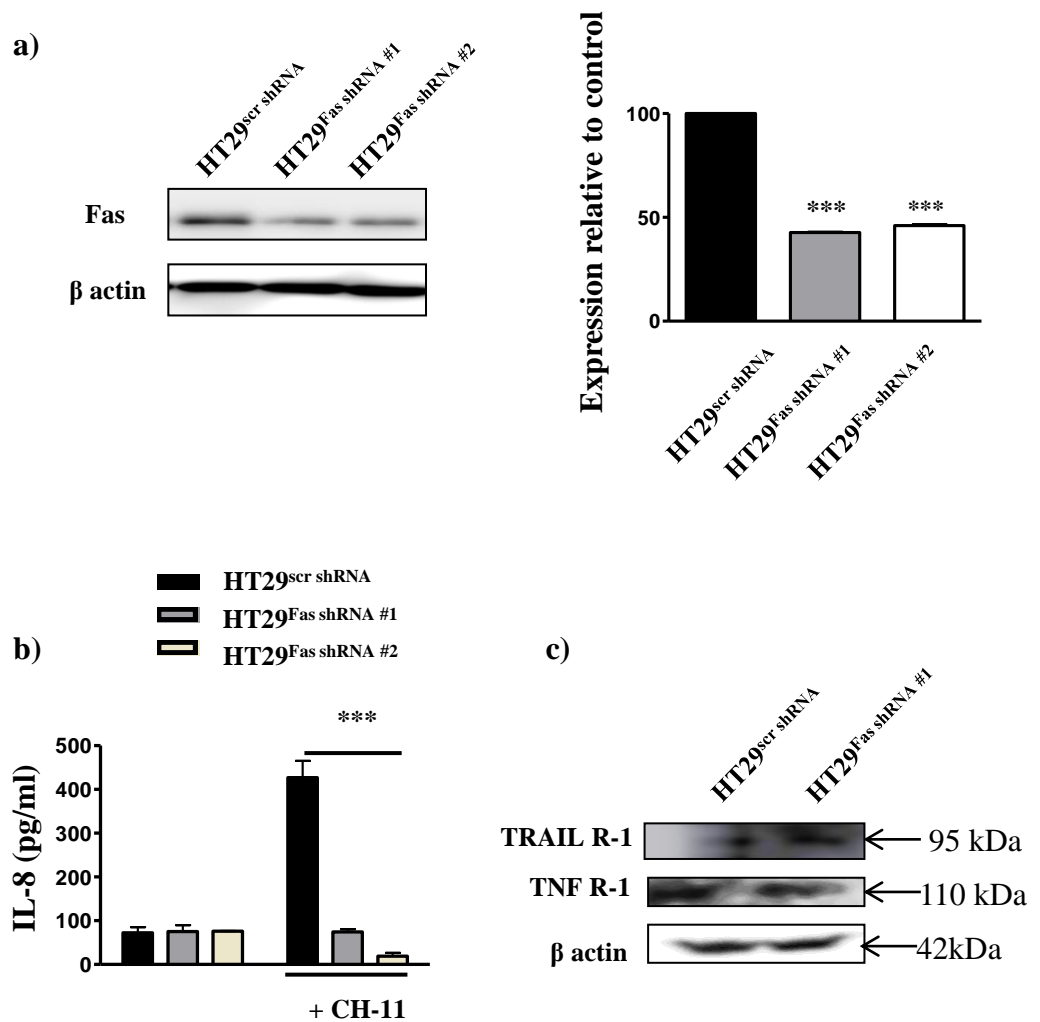 a)
HT29scr shRNA
HT29Fas shRNA #1
HT29Fas shRNA #2
Fas
β actin
Expression relative to control
100
50
0
***
***
HT29scr shRNA
HT29Fas shRNA #1
HT29Fas shRNA #2
HT29scr shRNA
HT29Fas shRNA #1
HT29Fas shRNA #2
b)
IL-8 (pg/ml)
500
400
300
200
100
0
***
+ CH-11
c)
HT29scr shRNA
HT29Fas shRNA #1
TRAIL R-1
95 kDa
TNF R-1
110 kDa
β actin
42kDa